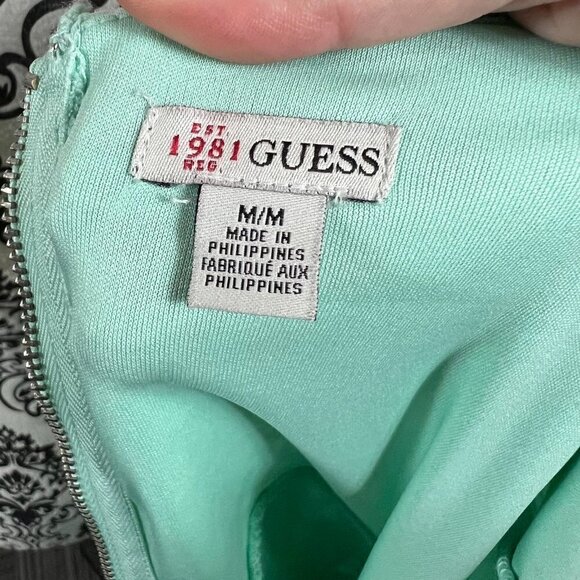 EST.
1981 GUESS
REG.
M/M
MADE IN
PHILIPPINES
FABRIQUÉ AUX
PHILIPPINES